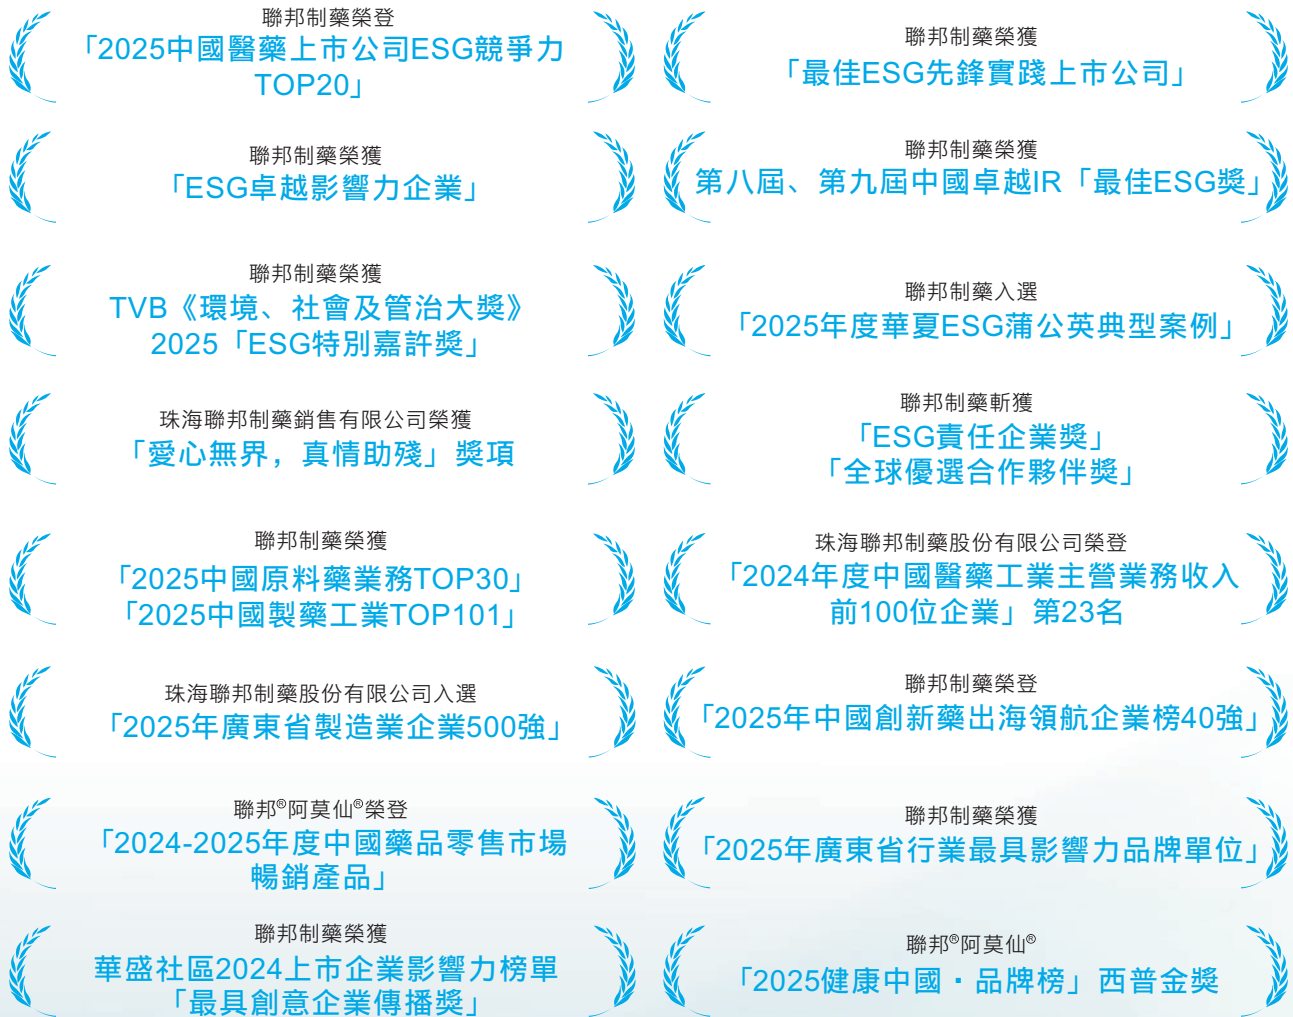 聯邦制藥榮登
「2025中國醫藥上市公司ESG競爭力
TOP20」
聯邦制藥榮獲
「最佳ESG先鋒實踐上市公司」
聯邦制藥榮獲
「ESG卓越影響力企業」
聯邦制藥榮獲
第八屆、第九屆中國卓越IR「最佳ESG獎」
聯邦制藥榮獲
TVB《環境、社會及管治大獎》
2025「ESG特別嘉許獎」
聯邦制藥入選
「2025年度華夏ESG蒲公英典型案例」
珠海聯邦制藥銷售有限公司榮獲
「愛心無界，真情助殘」獎項
聯邦制藥斬獲
「ESG責任企業獎」
「全球優選合作夥伴獎」
聯邦制藥榮獲
「2025中國原料藥業務TOP30」
「2025中國製藥工業TOP101」
珠海聯邦制藥股份有限公司榮登
「2024年度中國醫藥工業主營業務收入
前100位企業」第23名
珠海聯邦制藥股份有限公司入選
「2025年廣東省製造業企業500強」
聯邦制藥榮登
「2025年中國創新藥出海領航企業榜40強」
聯邦®阿莫仙®榮登
「2024-2025年度中國藥品零售市場
暢銷產品」
聯邦制藥榮獲
「2025年廣東省行業最具影響力品牌單位」
聯邦制藥榮獲
華盛社區2024上市企業影響力榜單
「最具創意企業傳播獎」
聯邦®阿莫仙®
「2025健康中國・品牌榜」西普金獎